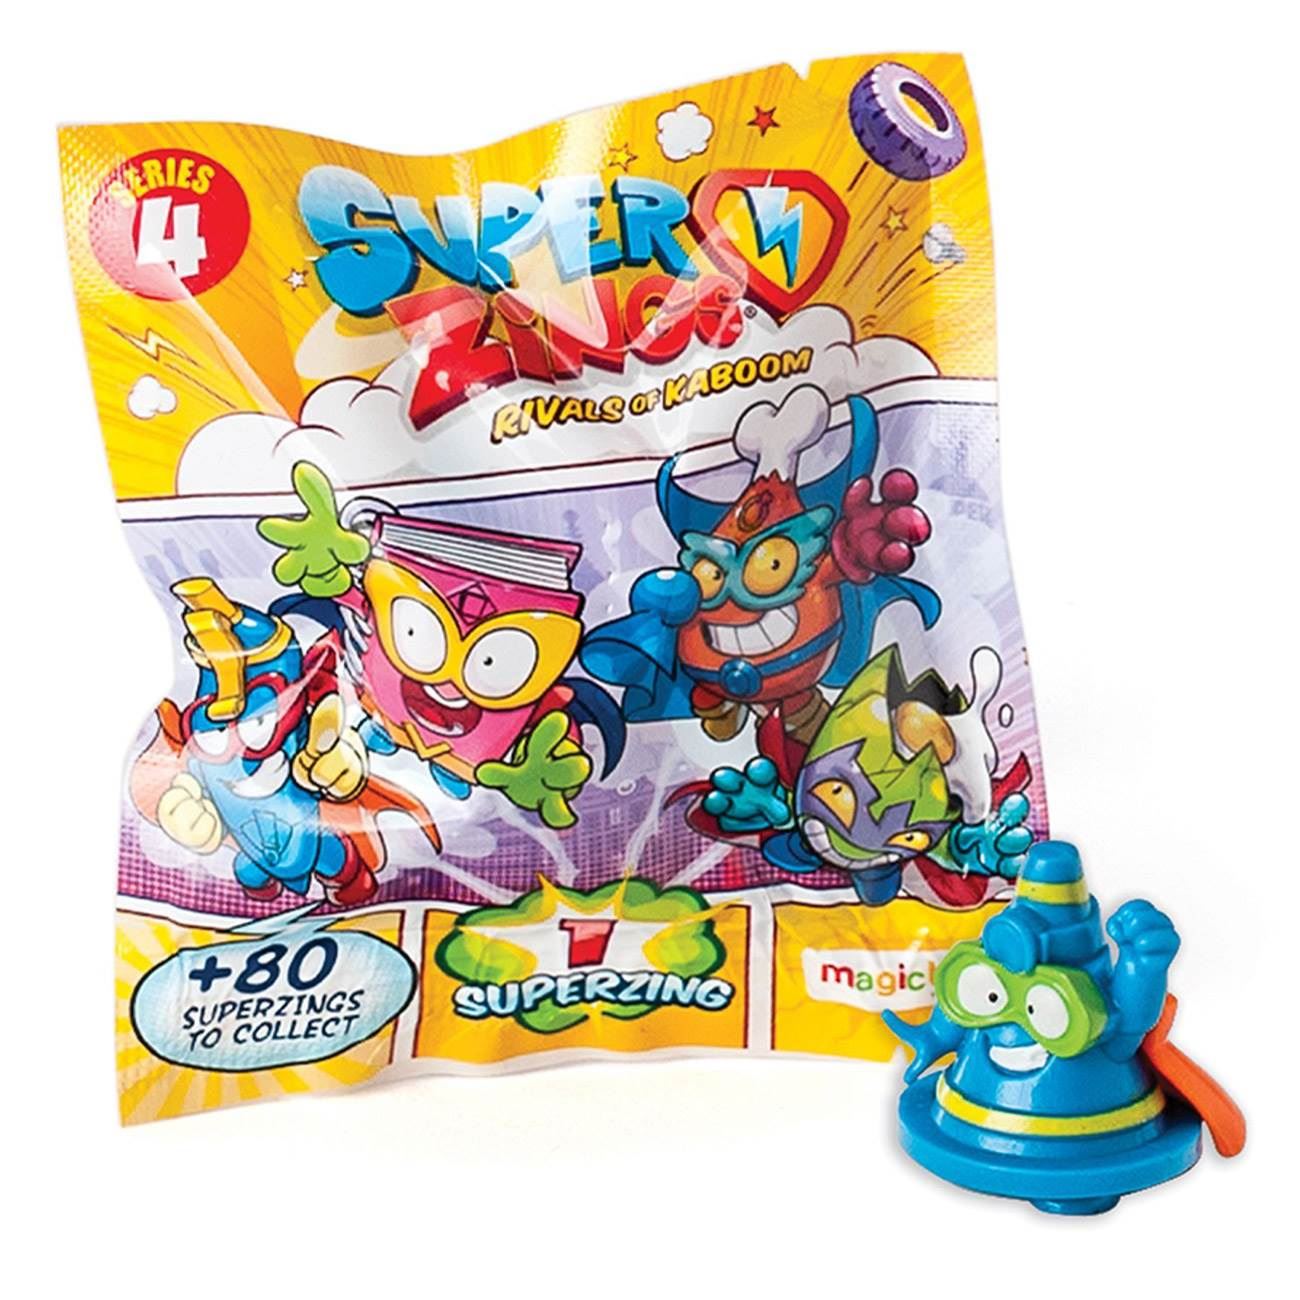 SERIES
4
SUPER
ZINGS®
RIVALS OF KABOOM
+80
SUPERZINGS
TO COLLECT
1
SUPERZING
magic